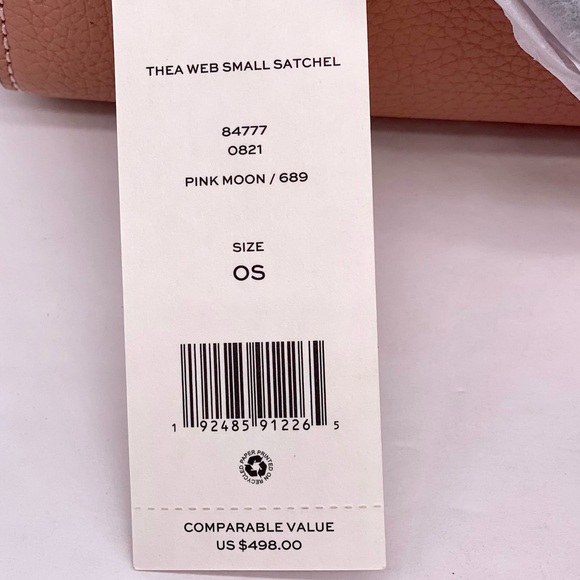 THEA WEB SMALL SATCHEL
84777
0821
PINK MOON / 689
SIZE
OS
1 92485 91226 5
PRINTED ON RECYCLED PAPER
COMPARABLE VALUE
US $498.00